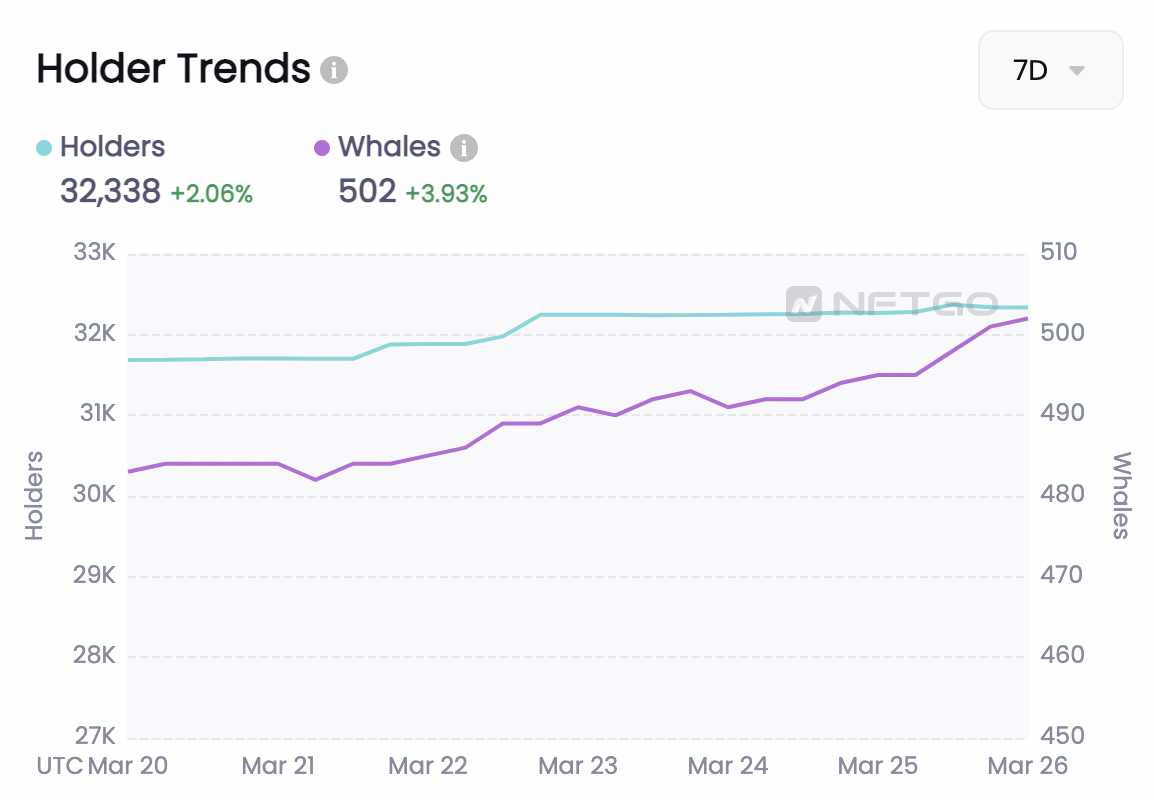 Holder Trends
7D
Holders Whales
32,338 +2.06% 502 +3.93%
33K 510
NFTGO
32K 500
31K 490
30K 480
29K 470
28K 460
27K 450
Holders
Whales
UTC Mar 20 Mar 21 Mar 22 Mar 23 Mar 24 Mar 25 Mar 26